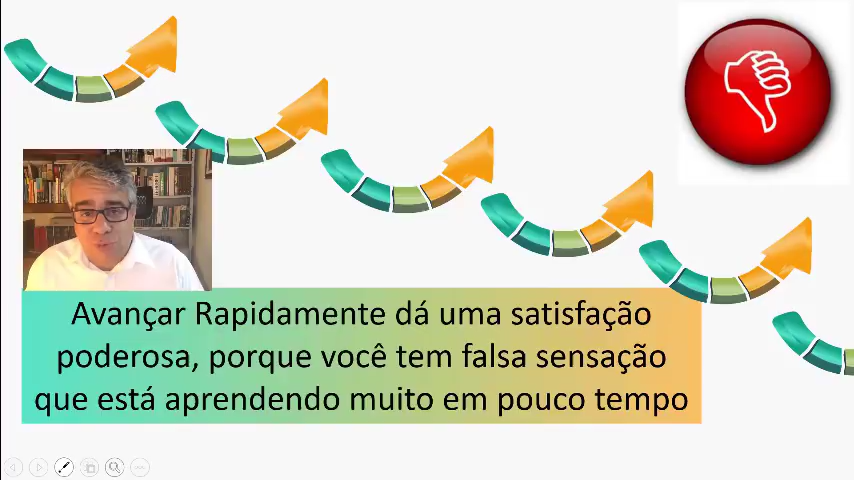 Avançar Rapidamente dá uma satisfação
poderosa, porque você tem falsa sensação
que está aprendendo muito em pouco tempo